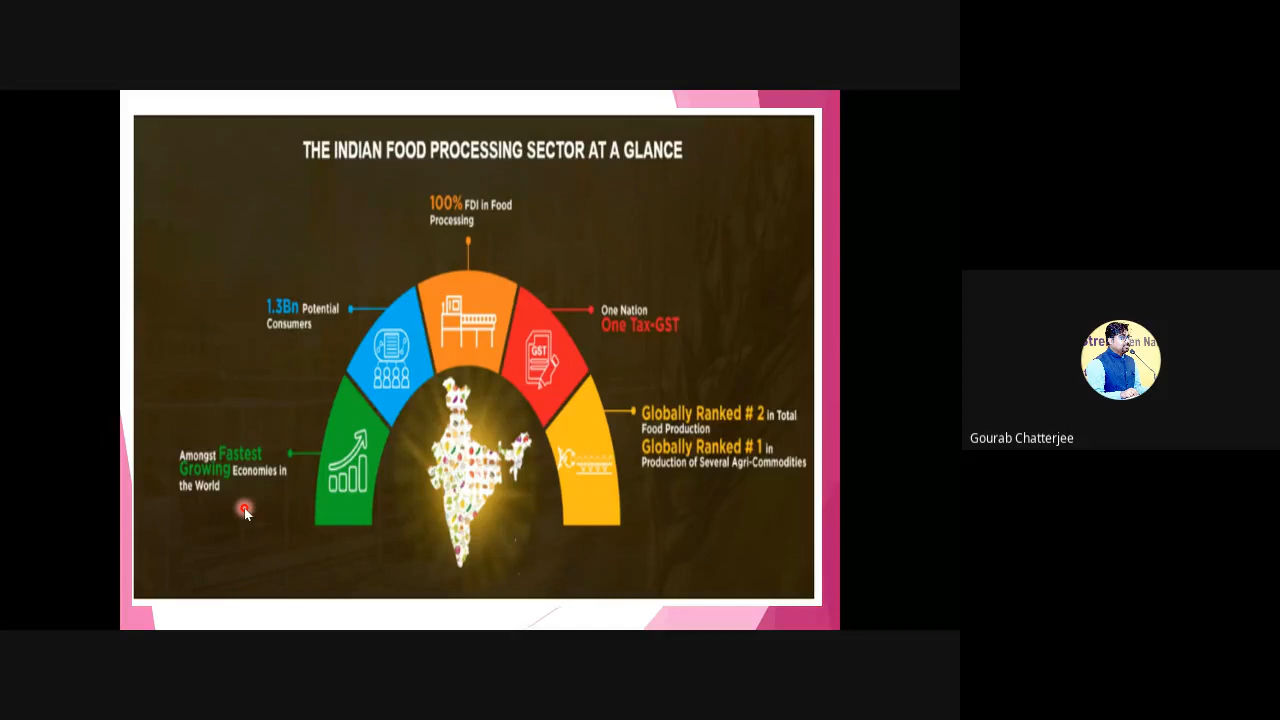 THE INDIAN FOOD PROCESSING SECTOR AT A GLANCE
100% FDI in Food
Processing
1.3Bn Potential
Consumers
One Nation
One Tax-GST
GST
Globally Ranked # 2 in Total
Food Production
Globally Ranked # 1 in
Production of Several Agri-Commodities
Amongst Fastest
Growing Economies in
the World
Gourab Chatterjee